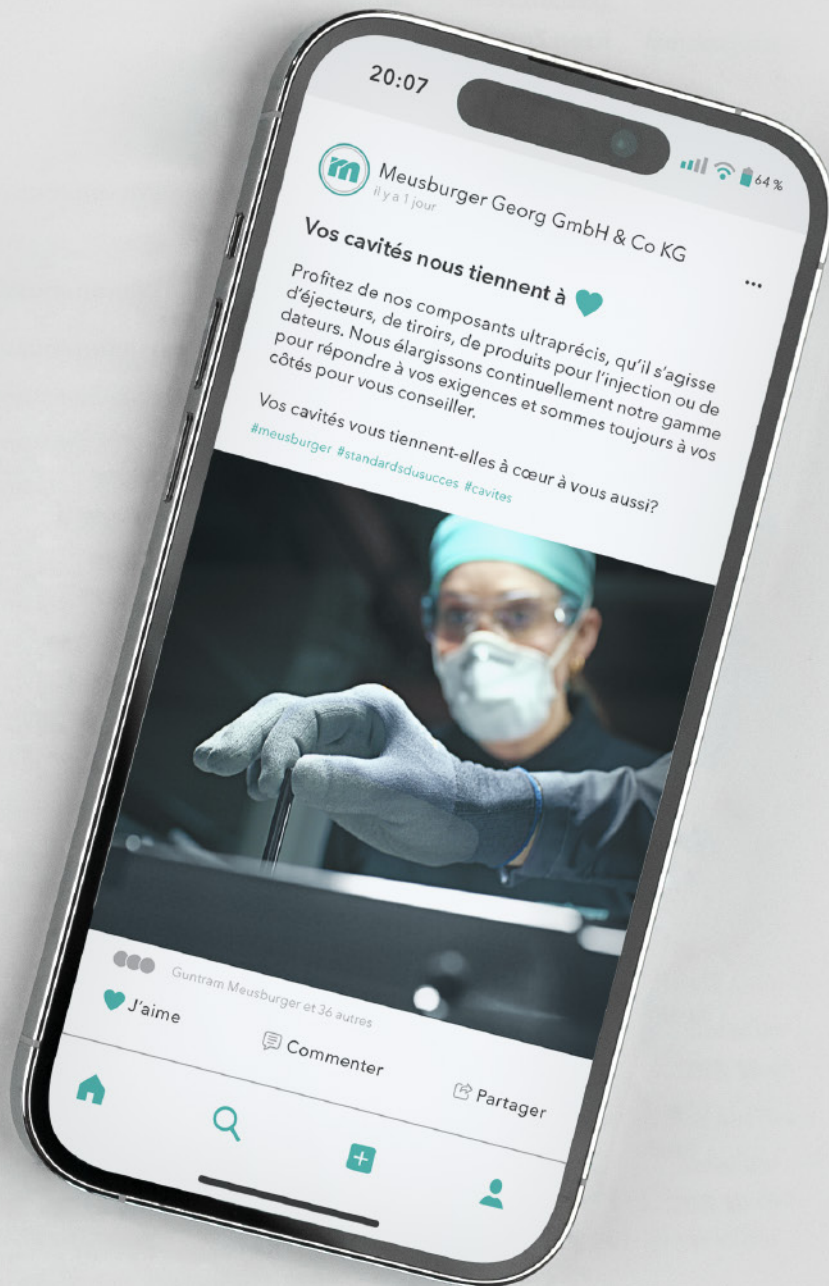 20:07
64 %
Meusburger Georg GmbH & Co KG
il y a 1 jour
Vos cavités nous tiennent à
Profitez de nos composants ultraprécis, qu'il s'agisse
d'éjecteurs, de tiroirs, de produits pour l'injection ou de
dateurs. Nous élargissons continuellement notre gamme
pour répondre à vos exigences et sommes toujours à vos
côtés pour vous conseiller.
Vos cavités vous tiennent-elles à cœur à vous aussi?
#meusburger #standardsdusucces #cavites
Guntram Meusburger et 36 autres
J'aime
Commenter
Partager